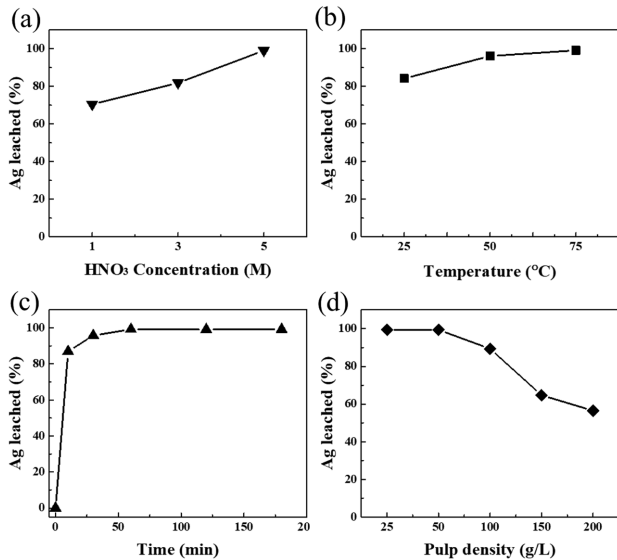 (a)
100
80
60
40
20
0
Ag leached (%)
1 3 5
HNO₃ Concentration (M)
(b)
100
80
60
40
20
0
Ag leached (%)
25 50 75
Temperature (°C)
(c)
100
80
60
40
20
0
Ag leached (%)
0 50 100 150 20
Time (min)
(d)
100
80
60
40
20
0
Ag leached (%)
25 50 100 150 200
Pulp density (g/L)